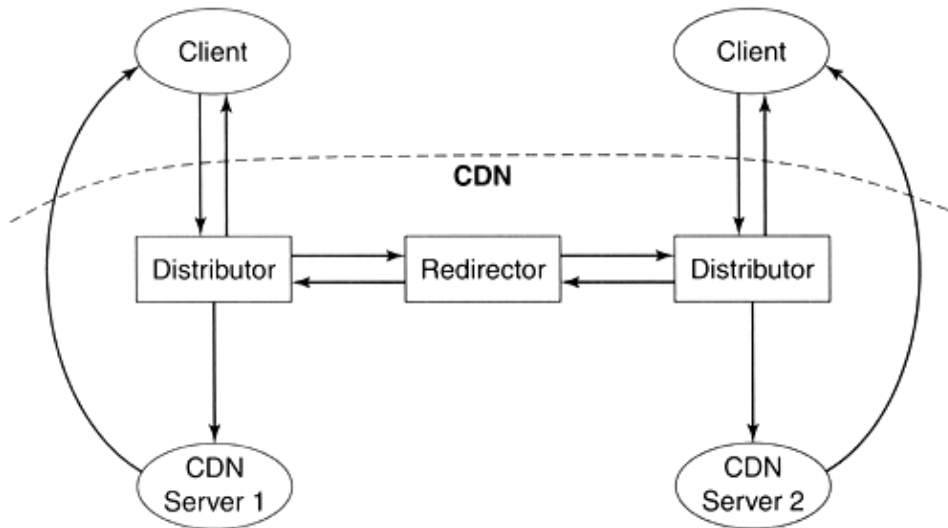 Client
Client
CDN
Distributor
Redirector
Distributor
CDN
Server 1
CDN
Server 2